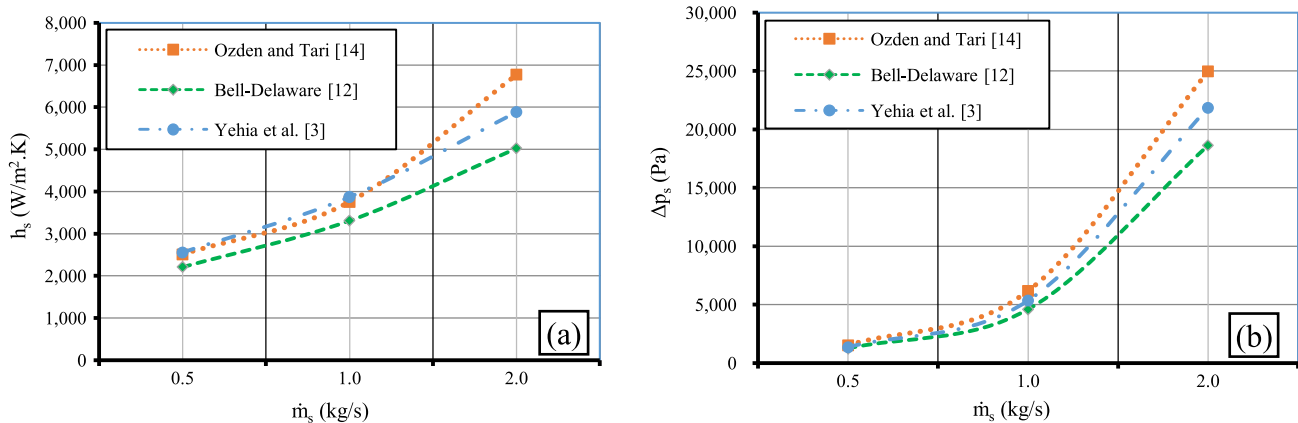 8,000
7,000
6,000
5,000
4,000
3,000
2,000
1,000
0,000
hₛ (W/m².K)
Ozden and Tari [14]
Bell-Delaware [12]
Yehia et al. [3]
(a)
0.5 1.0 2.0
ṁₛ (kg/s)
30,000
25,000
20,000
15,000
10,000
5,000
0
Δpₛ (Pa)
Ozden and Tari [14]
Bell-Delaware [12]
Yehia et al. [3]
(b)
0.5 1.0 2.0
ṁₛ (kg/s)